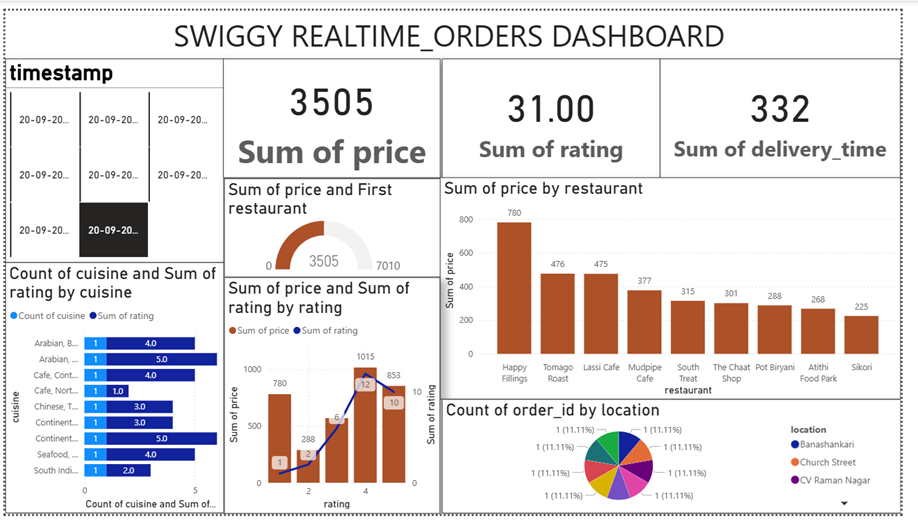 SWIGGY REALTIME_ORDERS DASHBOARD
timestamp
20-09-20... 20-09-20... 20-09-20...
20-09-20... 20-09-20... 20-09-20...
20-09-20... 20-09-20...
3505
Sum of price
31.00
Sum of rating
332
Sum of delivery_time
Sum of price and First
restaurant
0 3505 7010
Sum of price by restaurant
Sum of price
800
600
400
200
0
780 476 475 377 315 301 288 268 225
Happy
Fillings
Tomago
Roast
Lassi Cafe
Mudpipe
Cafe
South
Treat
The Chaat
Shop
Pot Biryani
Atithi
Food Park
Sikori
restaurant
Count of cuisine and Sum of
rating by cuisine
Count of cuisine Sum of rating
cuisine
Arabian, B... 1 4.0
Arabian, ... 1 5.0
Cafe, Cont... 1 4.0
Cafe, Nort... 1 1.0
Chinese, T... 1 3.0
Continent... 1 3.0
Continent... 1 5.0
Seafood, ... 1 4.0
South Indi... 1 2.0
0 5
Count of cuisine and Sum of...
Sum of price and Sum of
rating by rating
Sum of price Sum of rating
Sum of price
1000
500
0
780 288 1015 853
1 2 6 12 10
10
0
Sum of rating
2 4
rating
Count of order_id by location
1 (11.11%)
1 (11.11%)
1 (11.11%)
1 (11.11%)
1 (11.11%)
1 (11.11%)
1 (11.11%)
1 (11.11%)
1 (11.11%)
location
Banashankari
Church Street
CV Raman Nagar